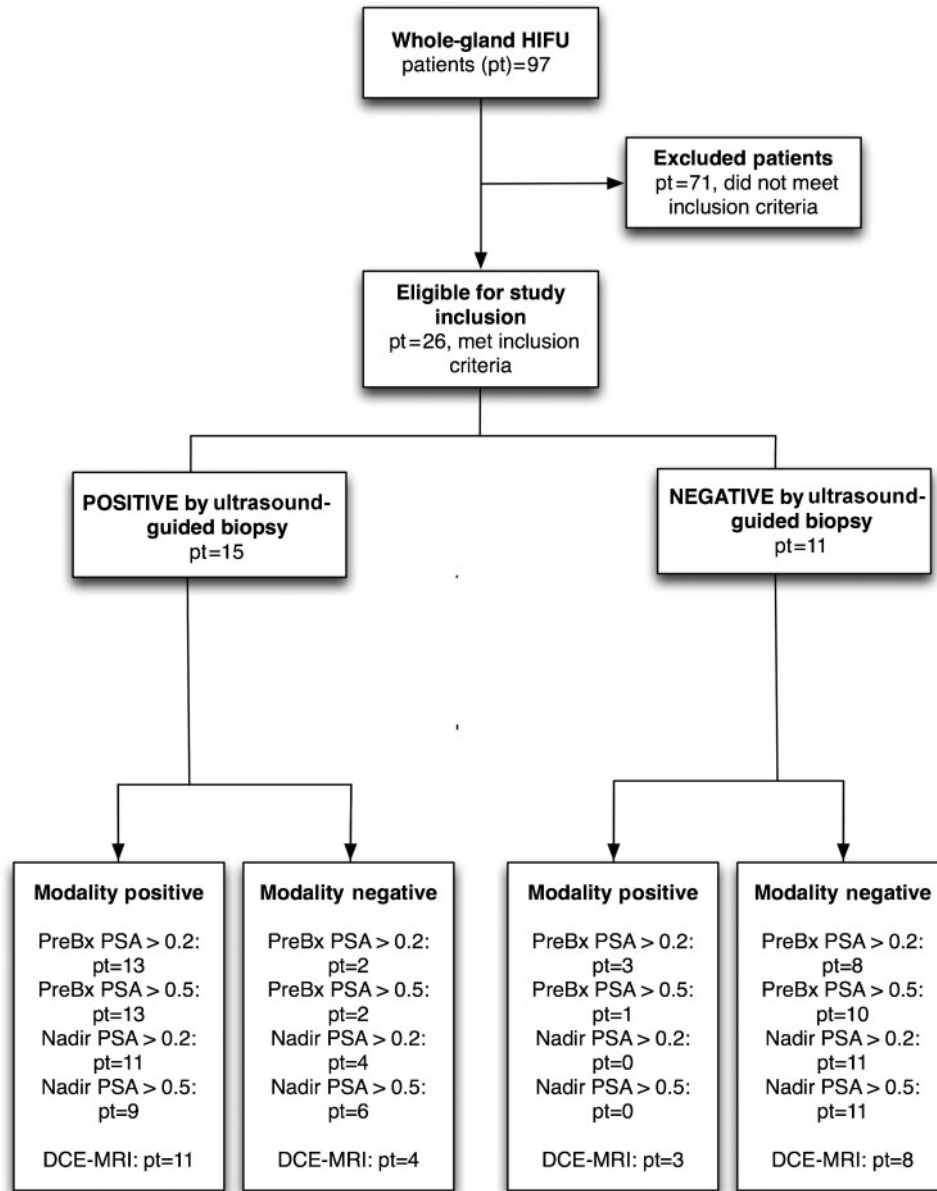 Whole-gland HIFU
patients (pt)=97
Excluded patients
pt=71, did not meet
inclusion criteria
Eligible for study
inclusion
pt=26, met inclusion
criteria
POSITIVE by ultrasound-
guided biopsy
pt=15
NEGATIVE by ultrasound-
guided biopsy
pt=11
Modality positive
PreBx PSA > 0.2:
pt=13
PreBx PSA > 0.5:
pt=13
Nadir PSA > 0.2:
pt=11
Nadir PSA > 0.5:
pt=9
DCE-MRI: pt=11
Modality negative
PreBx PSA > 0.2:
pt=2
PreBx PSA > 0.5:
pt=2
Nadir PSA > 0.2:
pt=4
Nadir PSA > 0.5:
pt=6
DCE-MRI: pt=4
Modality positive
PreBx PSA > 0.2:
pt=3
PreBx PSA > 0.5:
pt=1
Nadir PSA > 0.2:
pt=0
Nadir PSA > 0.5:
pt=0
DCE-MRI: pt=3
Modality negative
PreBx PSA > 0.2:
pt=8
PreBx PSA > 0.5:
pt=10
Nadir PSA > 0.2:
pt=11
Nadir PSA > 0.5:
pt=11
DCE-MRI: pt=8